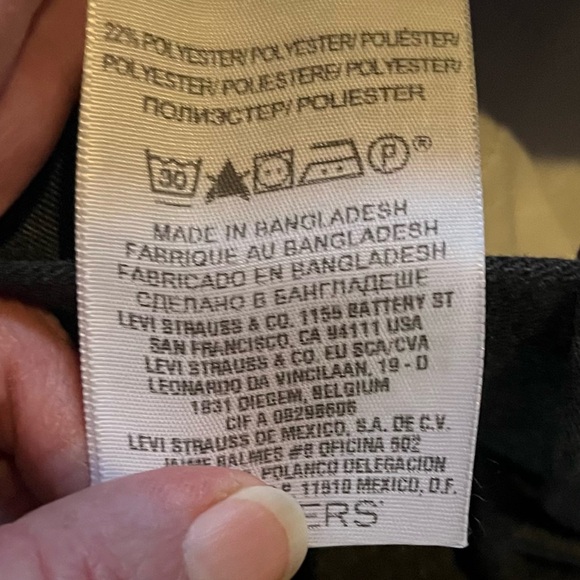 22% POLYESTER/ POLYESTER/ POLIÉSTER/
POLYESTER/ POLIESTERE/ POLYESTER/
ПОЛИЭСТЕР/ POLIESTER
30 P ®
MADE IN BANGLADESH
FABRIQUE AU BANGLADESH
FABRICADO EN BANGLADESH
СДЕЛАНО В БАНГЛАДЕШЕ
LEVI STRAUSS & CO. 1155 BATTERY ST
SAN FRANCISCO, CA 94111 USA
LEVI STRAUSS & CO. EU SCA/CVA
LEONARDO DA VINCILAAN, 19 - D
1831 DIEGEM, BELGIUM
CIF A 08298606
LEVI STRAUSS DE MEXICO, S.A. DE C.V.
JAIME BALMES #8 OFICINA 502
POLANCO DELEGACION
11510 MEXICO, D.F.
ERS